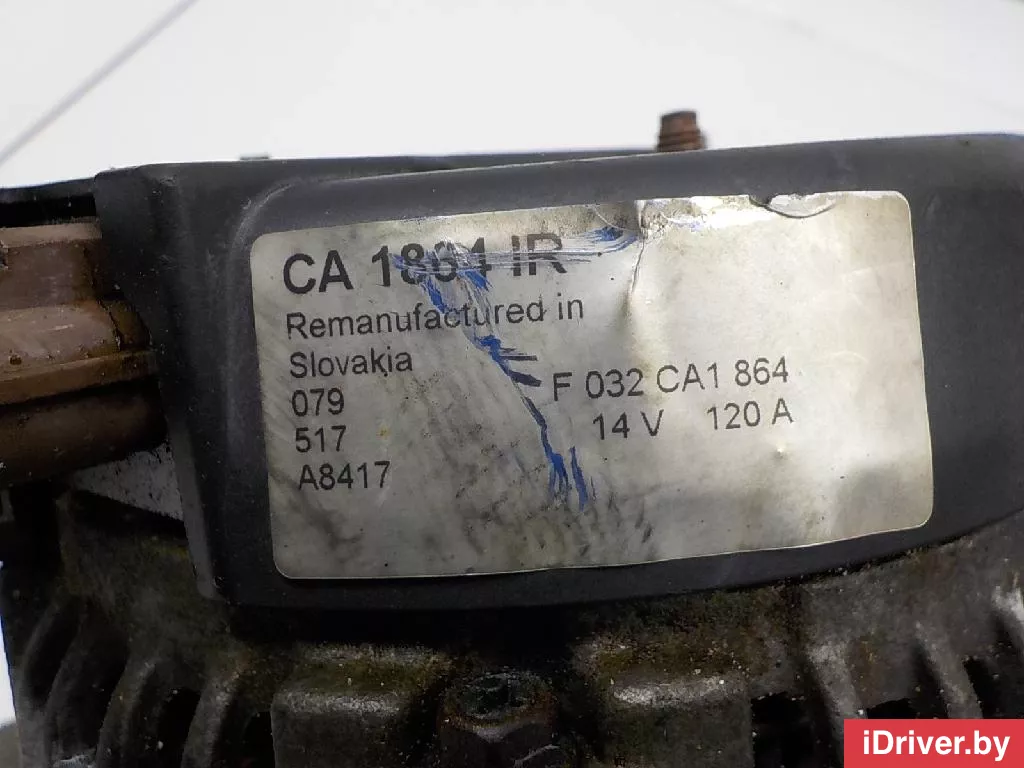 CA 1864 IR
Remanufactured in
Slovakia
079
517
A8417
F 032 CA1 864
14 V 120 A
iDriver.by